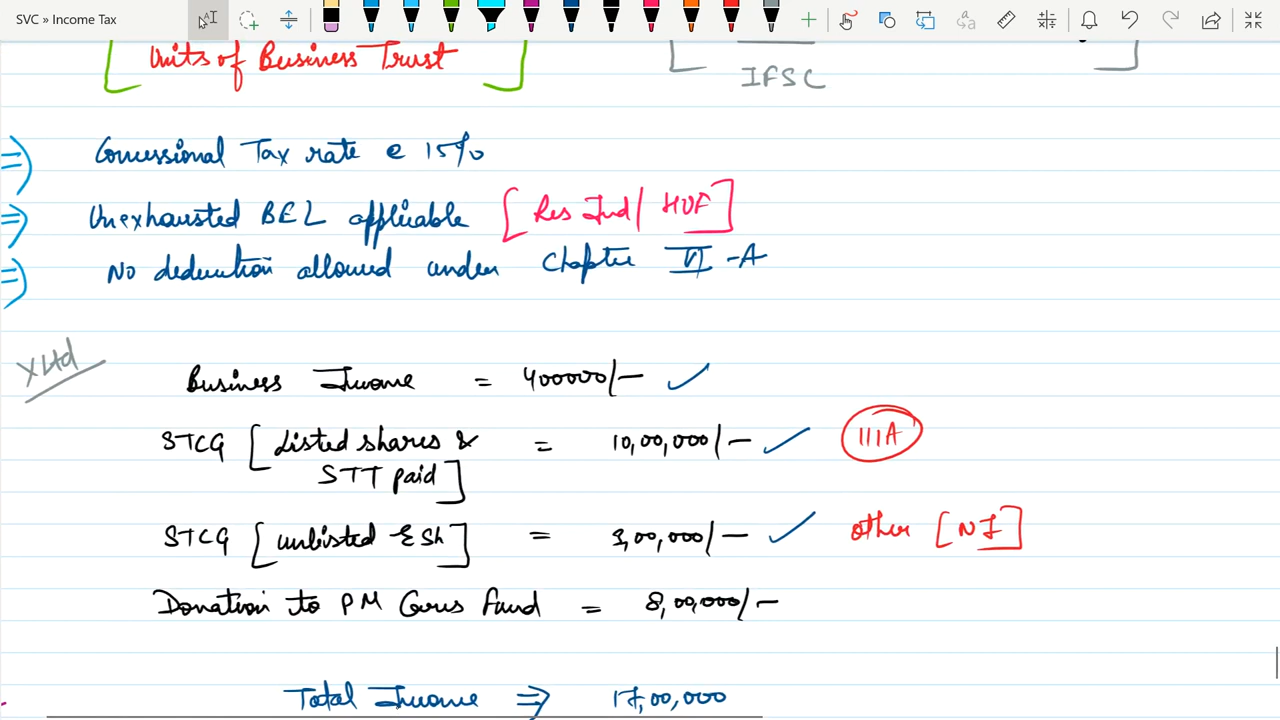 SVC » Income Tax
Units of Business Trust
IFSC
⇒ Concessional Tax rate @ 15%
⇒ Unexhausted BEL applicable [Res Ind/ HUF]
⇒ No deduction allowed under Chapter VI-A
X Ltd
Business Income = 400000/-
STCG [Listed shares & STT paid] = 10,00,000/- 111A
STCG [unlisted E Sh] = 3,00,000/- other [NI]
Donation to PM Cares Fund = 8,00,000/-
Total Income ⇒ 17,00,000